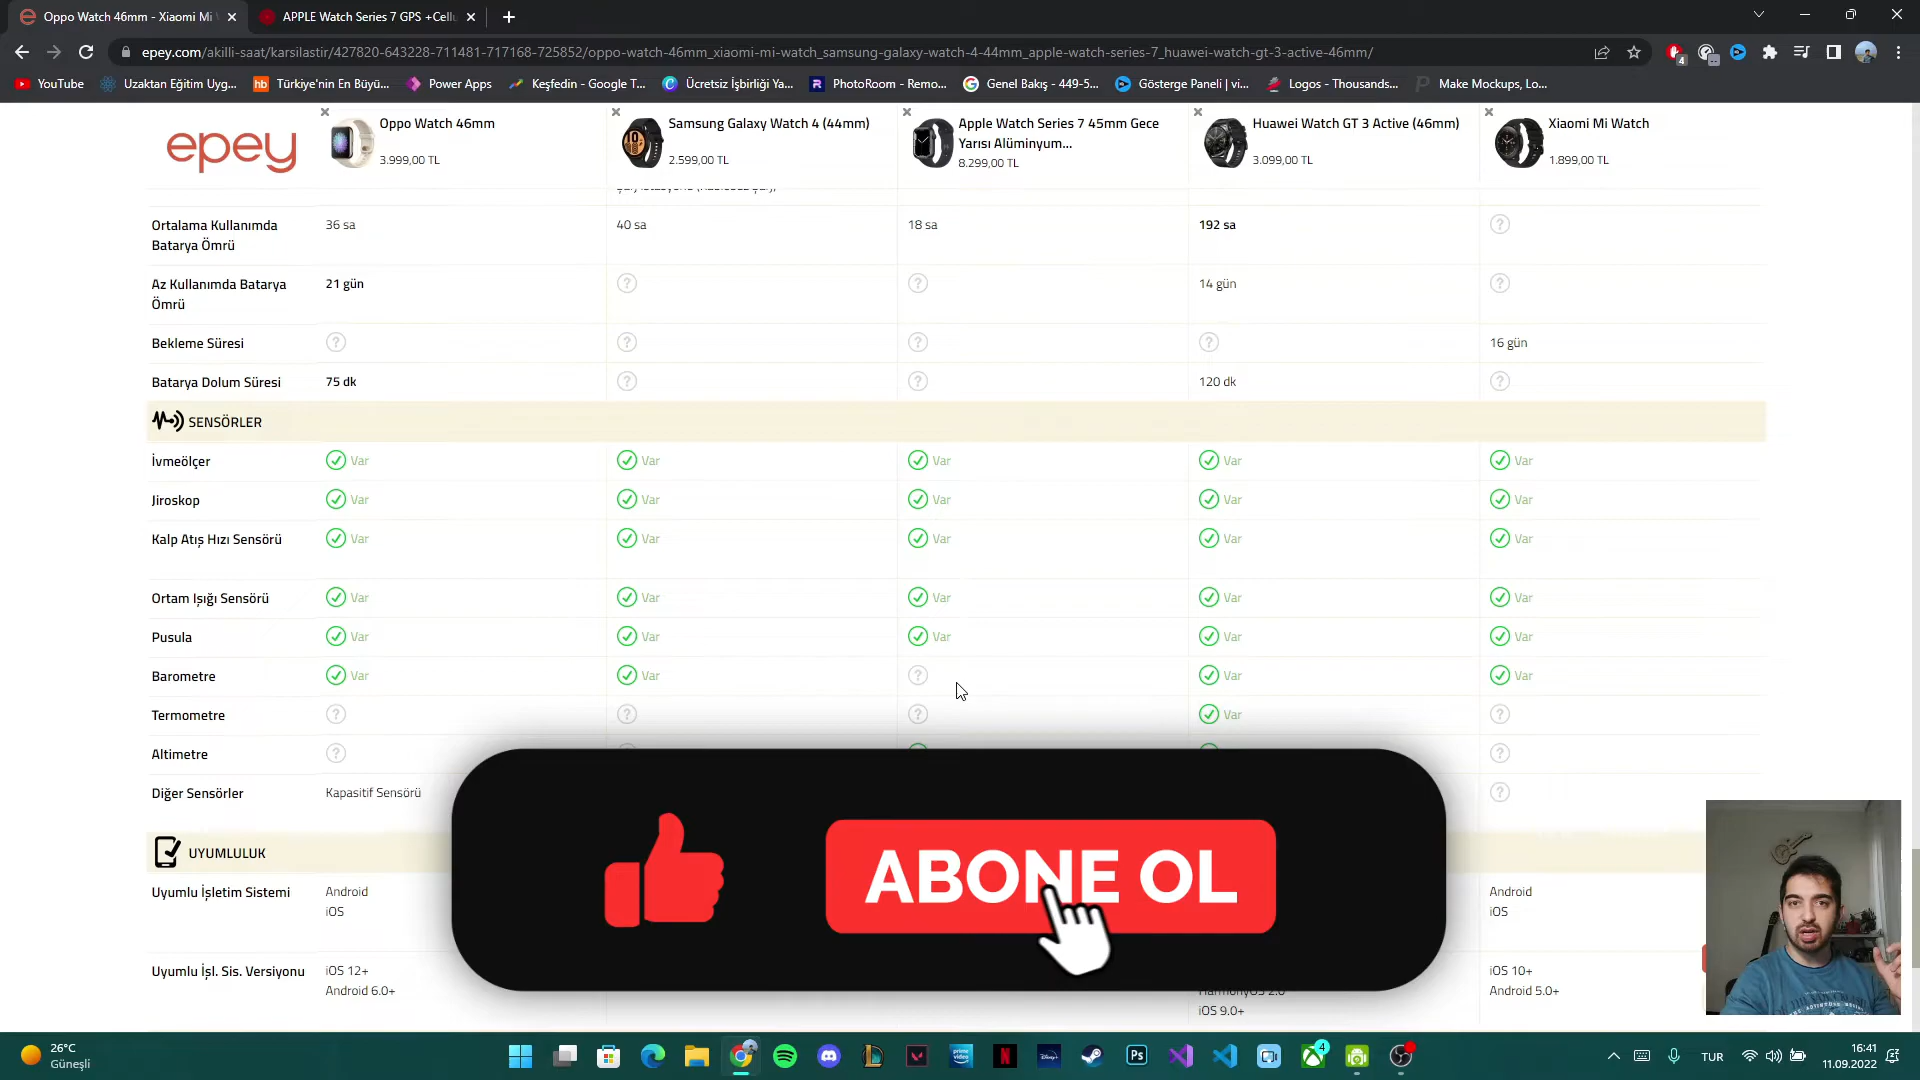 Oppo Watch 46mm - Xiaomi Mi
APPLE Watch Series 7 GPS +Cellu
epey.com/akilli-saat/karsilastir/427820-643228-711481-717168-725852/oppo-watch-46mm_xiaomi-mi-watch_samsung-galaxy-watch-4-44mm_apple-watch-series-7_huawei-watch-gt-3-active-46mm/
4
YouTube
Uzaktan Eğitim Uyg...
Türkiye'nin En Büyü...
Power Apps
Keşfedin - Google T...
Ücretsiz İşbirliği Ya...
PhotoRoom - Remo...
Genel Bakış - 449-5...
Gösterge Paneli | vi...
Logos - Thousands...
Make Mockups, Lo...
epey
Oppo Watch 46mm
3.999,00 TL
Samsung Galaxy Watch 4 (44mm)
2.599,00 TL
Apple Watch Series 7 45mm Gece
Yarısı Alüminyum...
8.299,00 TL
Huawei Watch GT 3 Active (46mm)
3.099,00 TL
Xiaomi Mi Watch
1.899,00 TL
Ortalama Kullanımda
Batarya Ömrü
36 sa
40 sa
18 sa
192 sa
?
Az Kullanımda Batarya
Ömrü
21 gün
?
?
14 gün
?
Bekleme Süresi
?
?
?
?
16 gün
Batarya Dolum Süresi
75 dk
?
?
120 dk
?
SENSÖRLER
İvmeölçer
Var
Var
Var
Var
Var
Jiroskop
Var
Var
Var
Var
Var
Kalp Atış Hızı Sensörü
Var
Var
Var
Var
Var
Ortam Işığı Sensörü
Var
Var
Var
Var
Var
Pusula
Var
Var
Var
Var
Var
Barometre
Var
Var
?
Var
Var
Termometre
?
?
?
Var
?
Altimetre
?
?
Diğer Sensörler
Kapasitif Sensörü
?
UYUMLULUK
ABONE OL
Uyumlu İşletim Sistemi
Android
iOS
Android
iOS
Uyumlu İşl. Sis. Versiyonu
iOS 12+
Android 6.0+
HarmonyOS 2.0
iOS 9.0+
iOS 10+
Android 5.0+
26°C
Güneşli
Ps
4
TUR
16:41
11.09.2022